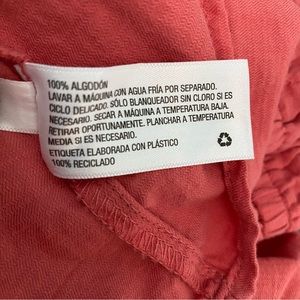 100% ALGODÓN
LAVAR A MÁQUINA CON AGUA FRÍA POR SEPARADO.
CICLO DELICADO. SÓLO BLANQUEADOR SIN CLORO SI ES
NECESARIO. SECAR A MÁQUINA A TEMPERATURA BAJA.
RETIRAR OPORTUNAMENTE. PLANCHAR A TEMPERATURA
MEDIA SI ES NECESARIO.
ETIQUETA ELABORADA CON PLÁSTICO
100% RECICLADO